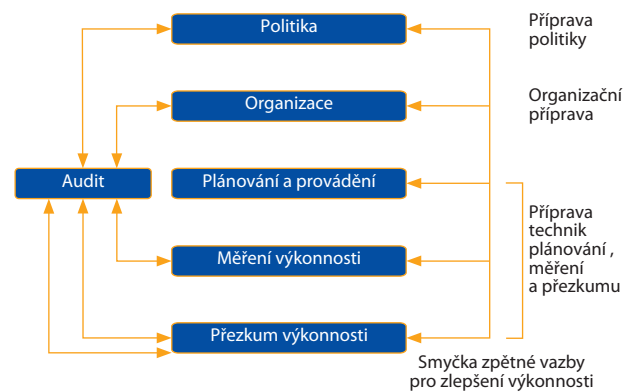 Politika
Příprava
politiky
Organizace
Organizační
příprava
Audit
Plánování a provádění
Příprava
technik
plánování ,
měření
a přezkumu
Měření výkonnosti
Přezkum výkonnosti
Smyčka zpětné vazby
pro zlepšení výkonnosti